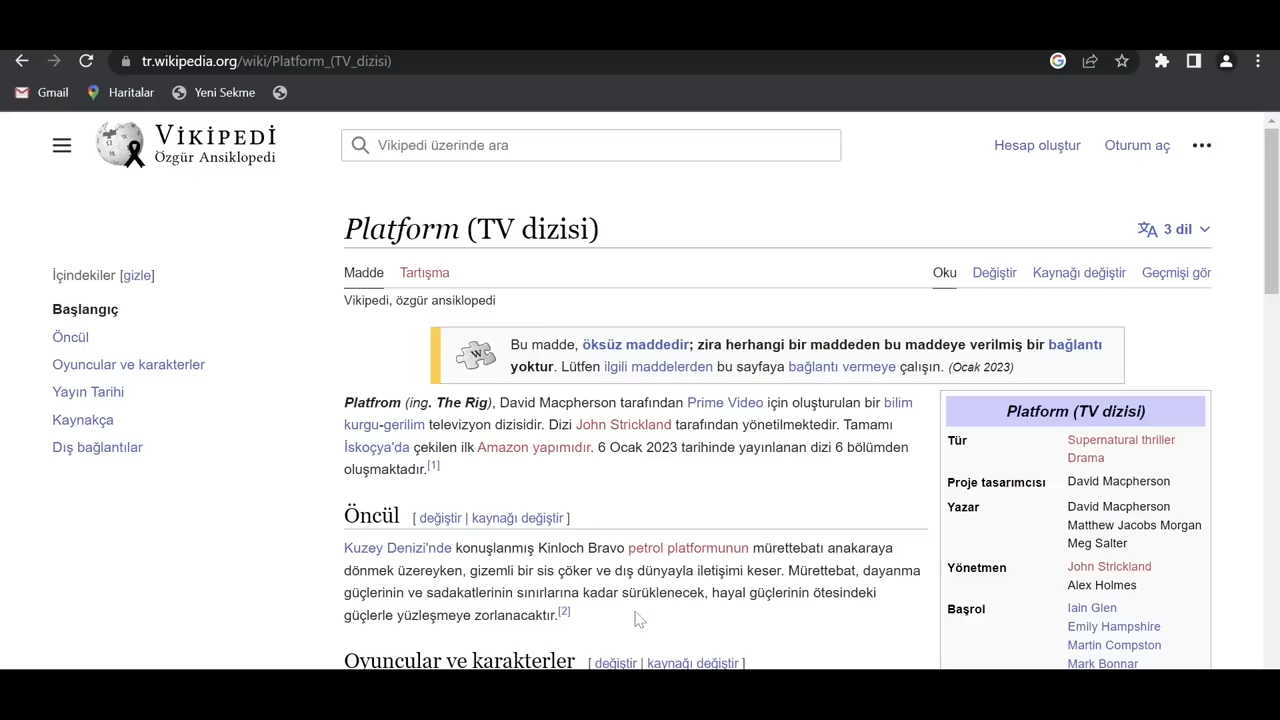 tr.wikipedia.org/wiki/Platform_(TV_dizisi)
Gmail
Haritalar
Yeni Sekme
VİKİPEDİ
Özgür Ansiklopedi
Vikipedi üzerinde ara
Hesap oluştur
Oturum aç
Platform (TV dizisi)
3 dil
İçindekiler [gizle]
Başlangıç
Öncül
Oyuncular ve karakterler
Yayın Tarihi
Kaynakça
Dış bağlantılar
Madde
Tartışma
Oku
Değiştir
Kaynağı değiştir
Geçmişi gör
Vikipedi, özgür ansiklopedi
Bu madde, öksüz maddedir; zira herhangi bir maddeden bu maddeye verilmiş bir bağlantı
yoktur. Lütfen ilgili maddelerden bu sayfaya bağlantı vermeye çalışın. (Ocak 2023)
Platfrom (ing. The Rig), David Macpherson tarafından Prime Video için oluşturulan bir bilim
kurgu-gerilim televizyon dizisidir. Dizi John Strickland tarafından yönetilmektedir. Tamamı
İskoçya'da çekilen ilk Amazon yapımıdır. 6 Ocak 2023 tarihinde yayınlanan dizi 6 bölümden
oluşmaktadır.[1]
Öncül [ değiştir | kaynağı değiştir ]
Kuzey Denizi'nde konuşlanmış Kinloch Bravo petrol platformunun mürettebatı anakaraya
dönmek üzereyken, gizemli bir sis çöker ve dış dünyayla iletişimi keser. Mürettebat, dayanma
güçlerinin ve sadakatlerinin sınırlarına kadar sürüklenecek, hayal güçlerinin ötesindeki
güçlerle yüzleşmeye zorlanacaktır.[2]
Oyuncular ve karakterler [ değiştir | kaynağı değiştir ]
Platform (TV dizisi)
Tür
Supernatural thriller
Drama
Proje tasarımcısı
David Macpherson
Yazar
David Macpherson
Matthew Jacobs Morgan
Meg Salter
Yönetmen
John Strickland
Alex Holmes
Başrol
Iain Glen
Emily Hampshire
Martin Compston
Mark Bonnar